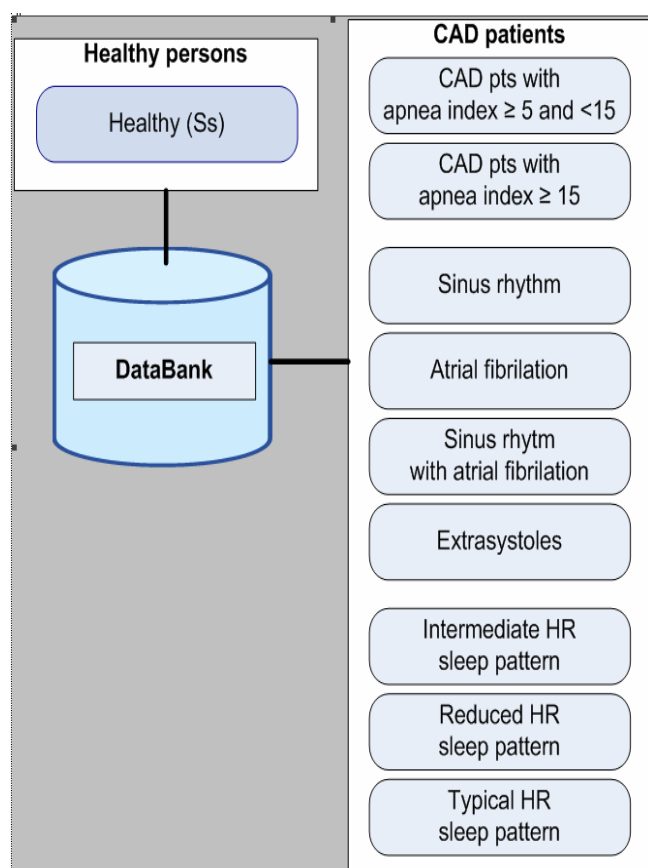 Healthy persons
Healthy (Ss)
DataBank
CAD patients
CAD pts with
apnea index ≥ 5 and <15
CAD pts with
apnea index ≥ 15
Sinus rhythm
Atrial fibrilation
Sinus rhytm
with atrial fibrilation
Extrasystoles
Intermediate HR
sleep pattern
Reduced HR
sleep pattern
Typical HR
sleep pattern